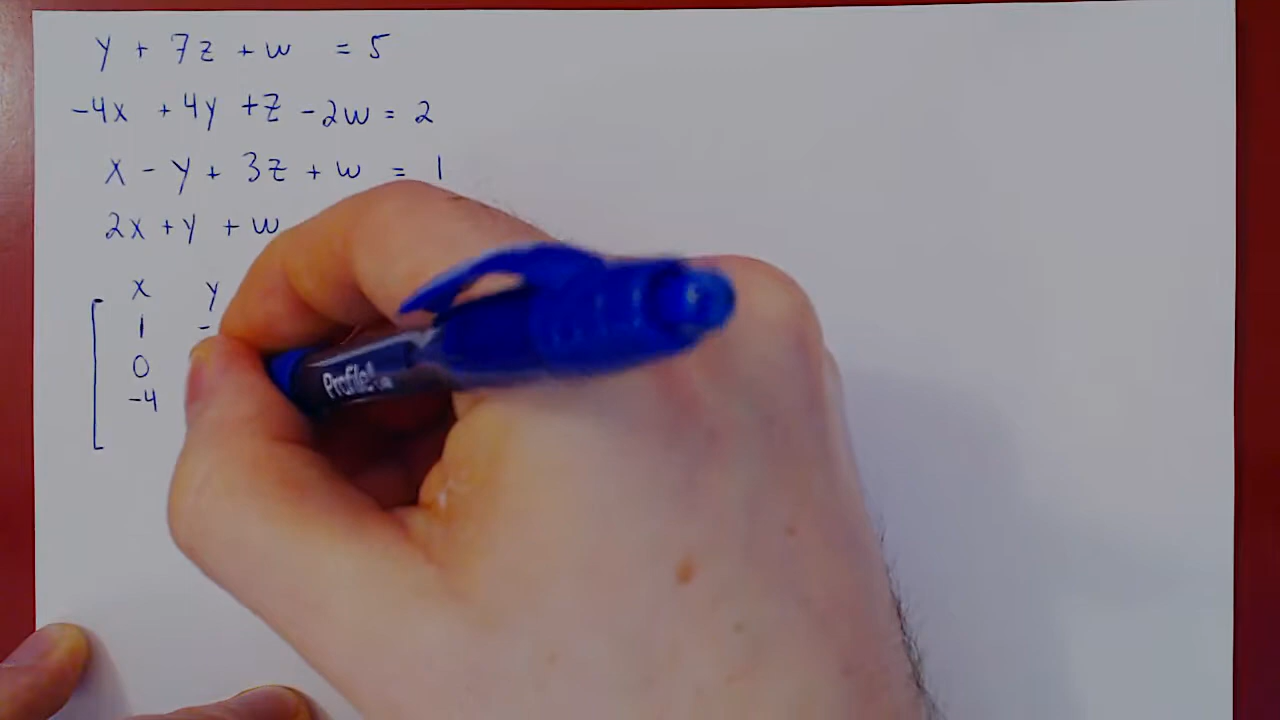 y + 7z + w = 5
-4x + 4y + z - 2w = 2
x - y + 3z + w = 1
2x + y + w
x y
1 -
0
-4
Profile